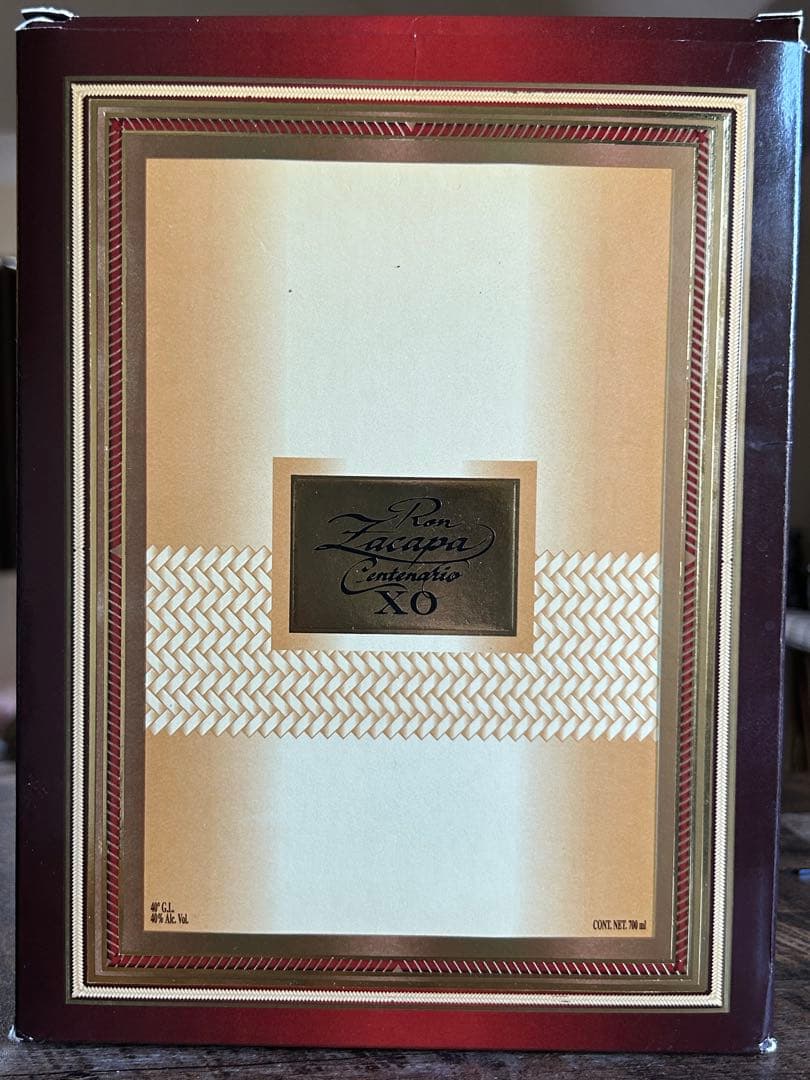 Ron
Zacapa
Centenario
XO
40° G.L.
40% Alc. Vol.
CONT. NET. 700 ml